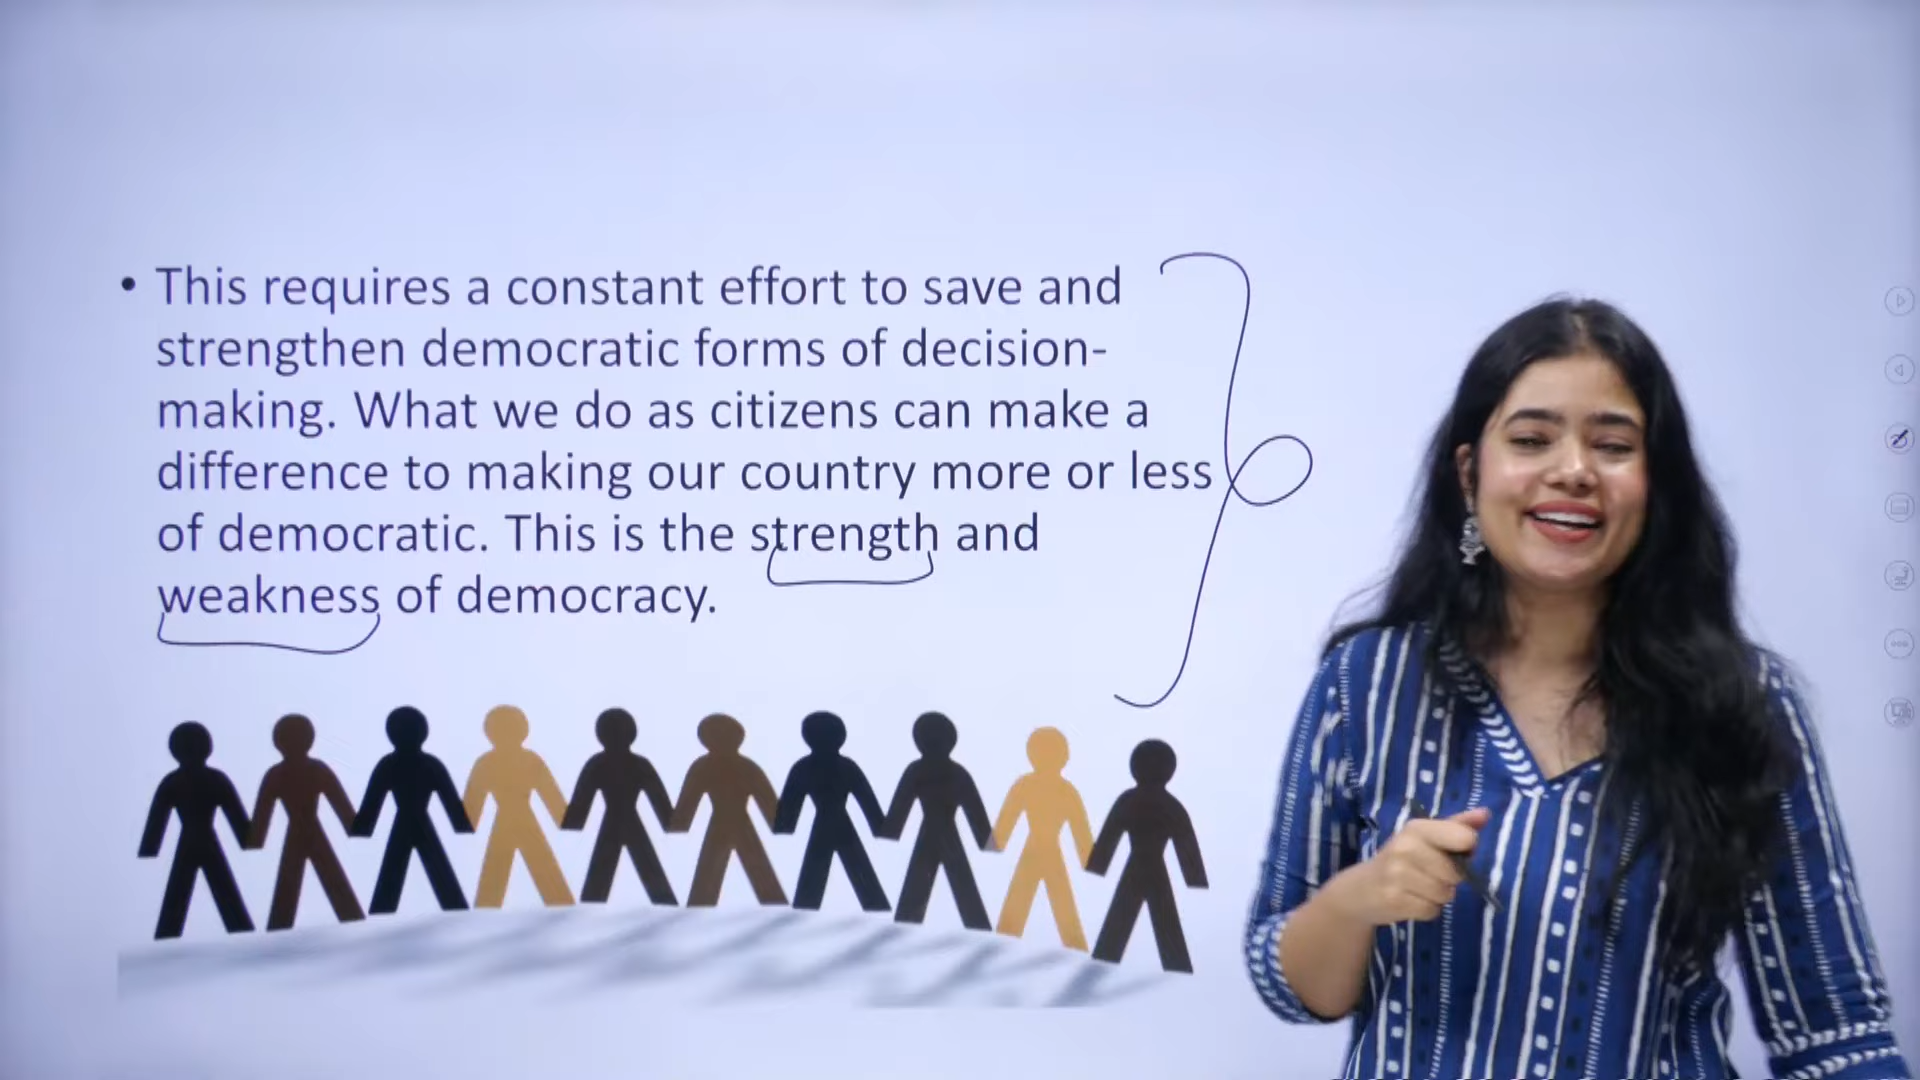 • This requires a constant effort to save and
strengthen democratic forms of decision-
making. What we do as citizens can make a
difference to making our country more or less
of democratic. This is the strength and
weakness of democracy.